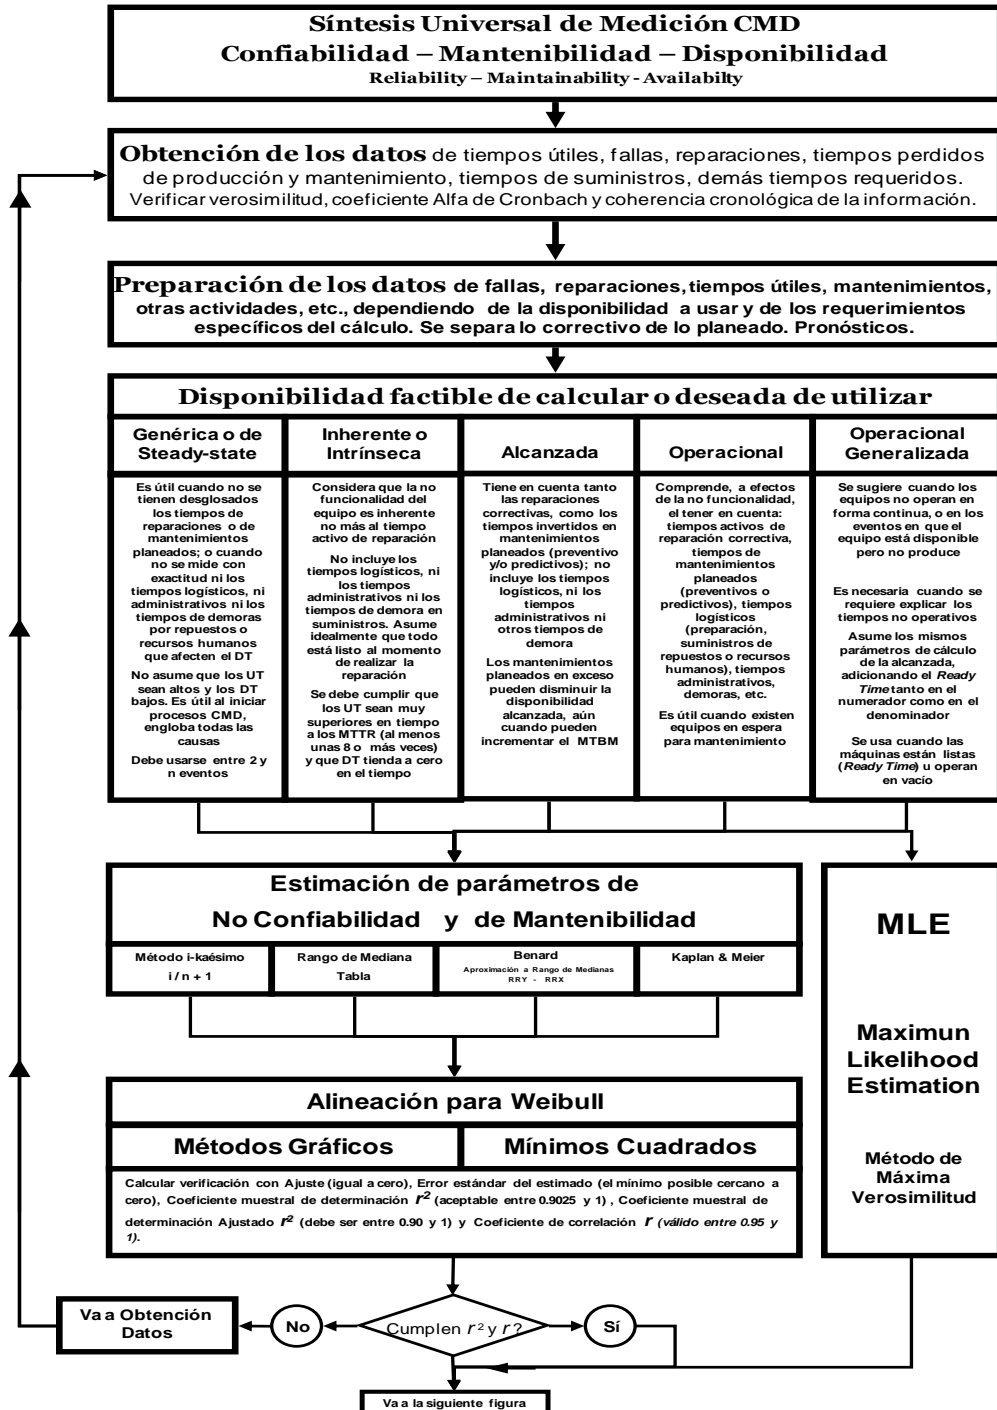 Síntesis Universal de Medición CMD
Confiabilidad – Mantenibilidad – Disponibilidad
Reliability – Maintainability - Availabilty
Obtención de los datos de tiempos útiles, fallas, reparaciones, tiempos perdidos
de producción y mantenimiento, tiempos de suministros, demás tiempos requeridos.
Verificar verosimilitud, coeficiente Alfa de Cronbach y coherencia cronológica de la información.
Preparación de los datos de fallas, reparaciones, tiempos útiles, mantenimientos,
otras actividades, etc., dependiendo de la disponibilidad a usar y de los requerimientos
específicos del cálculo. Se separa lo correctivo de lo planeado. Pronósticos.
Disponibilidad factible de calcular o deseada de utilizar
Genérica o de
Steady-state
Es útil cuando no se
tienen desglosados
los tiempos de
reparaciones o de
mantenimientos
planeados; o cuando
no se mide con
exactitud ni los
tiempos logísticos, ni
administrativos ni los
tiempos de demoras
por repuestos o
recursos humanos
que afecten el DT
No asume que los UT
sean altos y los DT
bajos. Es útil al iniciar
procesos CMD,
engloba todas las
causas
Debe usarse entre 2 y
n eventos
Inherente o
Intrínseca
Considera que la no
funcionalidad del
equipo es inherente
no más al tiempo
activo de reparación
No incluye los
tiempos logísticos, ni
los tiempos
administrativos ni los
tiempos de demora en
suministros. Asume
idealmente que todo
está listo al momento
de realizar la
reparación
Se debe cumplir que
los UT sean muy
superiores en tiempo
a los MTTR (al menos
unas 8 o más veces)
y que DT tienda a cero
en el tiempo
Alcanzada
Tiene en cuenta tanto
las reparaciones
correctivas, como los
tiempos invertidos en
mantenimientos
planeados (preventivo
y/o predictivos); no
incluye los tiempos
logísticos, ni los
tiempos
administrativos ni
otros tiempos de
demora
Los mantenimientos
planeados en exceso
pueden disminuir la
disponibilidad
alcanzada, aún
cuando pueden
incrementar el MTBM
Operacional
Comprende, a efectos
de la no funcionalidad,
el tener en cuenta:
tiempos activos de
reparación correctiva,
tiempos de
mantenimientos
planeados
(preventivos o
predictivos), tiempos
logísticos
(preparación,
suministros de
repuestos o recursos
humanos), tiempos
administrativos,
demoras, etc.
Es útil cuando existen
equipos en espera
para mantenimiento
Operacional
Generalizada
Se sugiere cuando los
equipos no operan en
forma continua, o en los
eventos en que el
equipo está disponible
pero no produce
Es necesaria cuando se
requiere explicar los
tiempos no operativos
Asume los mismos
parámetros de cálculo
de la alcanzada,
adicionando el Ready
Time tanto en el
numerador como en el
denominador
Se usa cuando las
máquinas están listas
(Ready Time) u operan
en vacío
Estimación de parámetros de
No Confiabilidad y de Mantenibilidad
Método i-kaésimo
i / n + 1
Rango de Mediana
Tabla
Benard
Aproximación a Rango de Medianas
RRY - RRX
Kaplan & Meier
MLE
Maximun
Likelihood
Estimation
Método de
Máxima
Verosimilitud
Alineación para Weibull
Métodos Gráficos
Mínimos Cuadrados
Calcular verificación con Ajuste (igual a cero), Error estándar del estimado (el mínimo posible cercano a
cero), Coeficiente muestral de determinación r² (aceptable entre 0.9025 y 1) , Coeficiente muestral de
determinación Ajustado r² (debe ser entre 0.90 y 1) y Coeficiente de correlación r (válido entre 0.95 y
1).
Va a Obtención
Datos
No
Cumplen r² y r?
Sí
Va a la siguiente figura